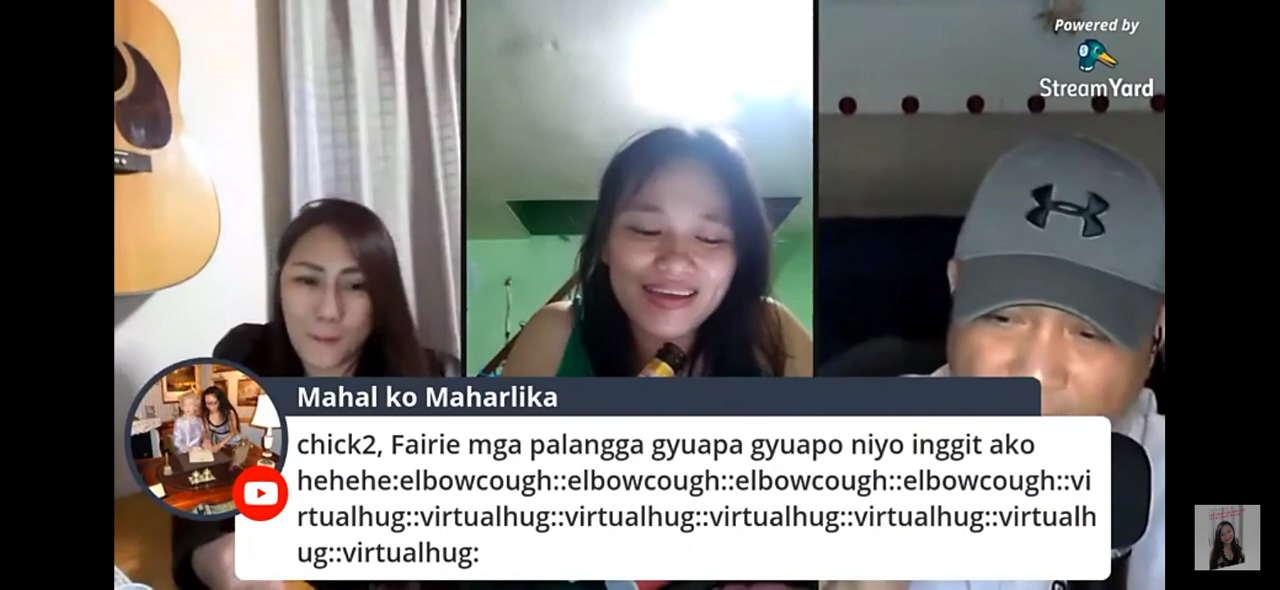 Powered by
StreamYard
Mahal ko Maharlika
chick2, Fairie mga palangga gyuapa gyuapo niyo inggit ako
hehehe:elbowcough::elbowcough::elbowcough::elbowcough::vi
rtualhug::virtualhug::virtualhug::virtualhug::virtualhug::virtualh
ug::virtualhug: